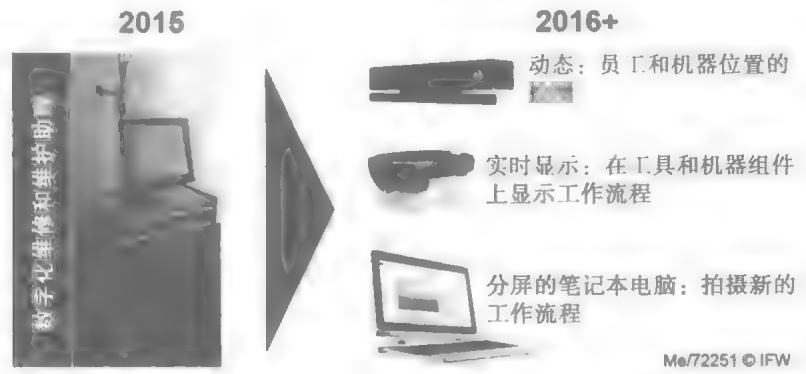 2015
2016+
数字化维修和维护助
动态：员工和机器位置的
实时显示：在工具和机器组件
上显示工作流程
分屏的笔记本电脑：拍摄新的
工作流程
Me/72251 © IFW